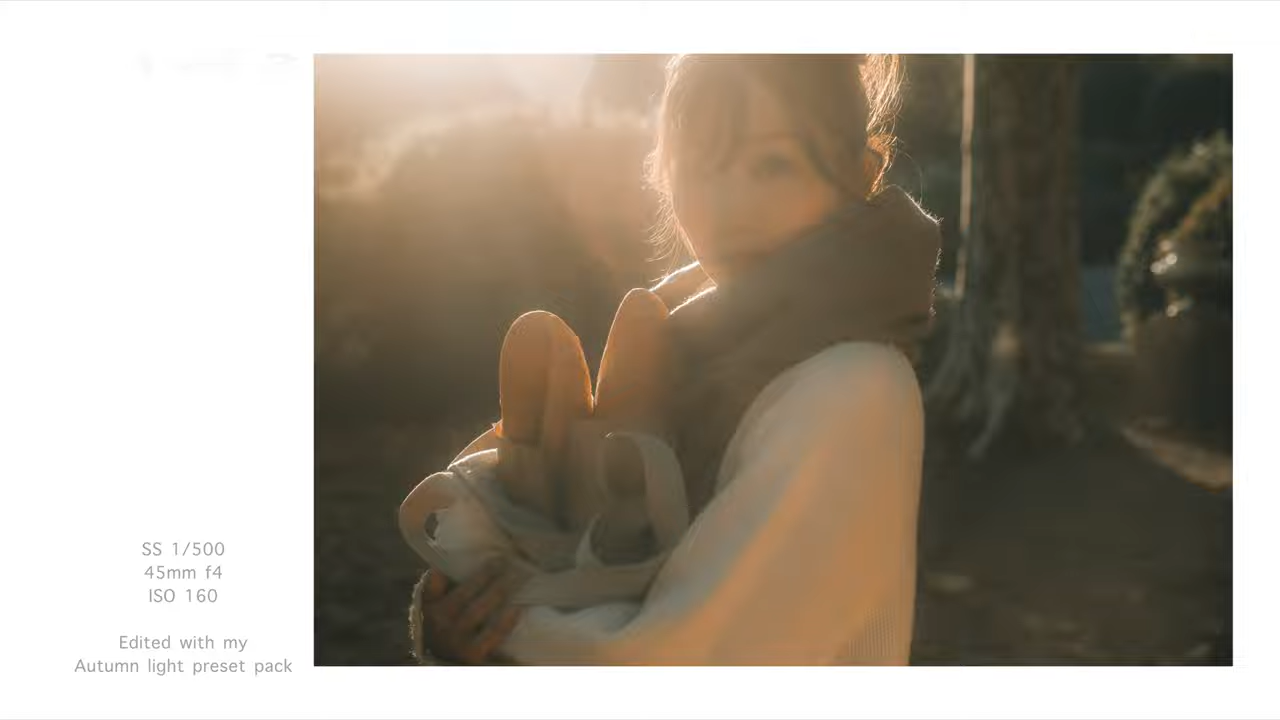 SS 1/500
45mm f4
ISO 160
Edited with my
Autumn light preset pack